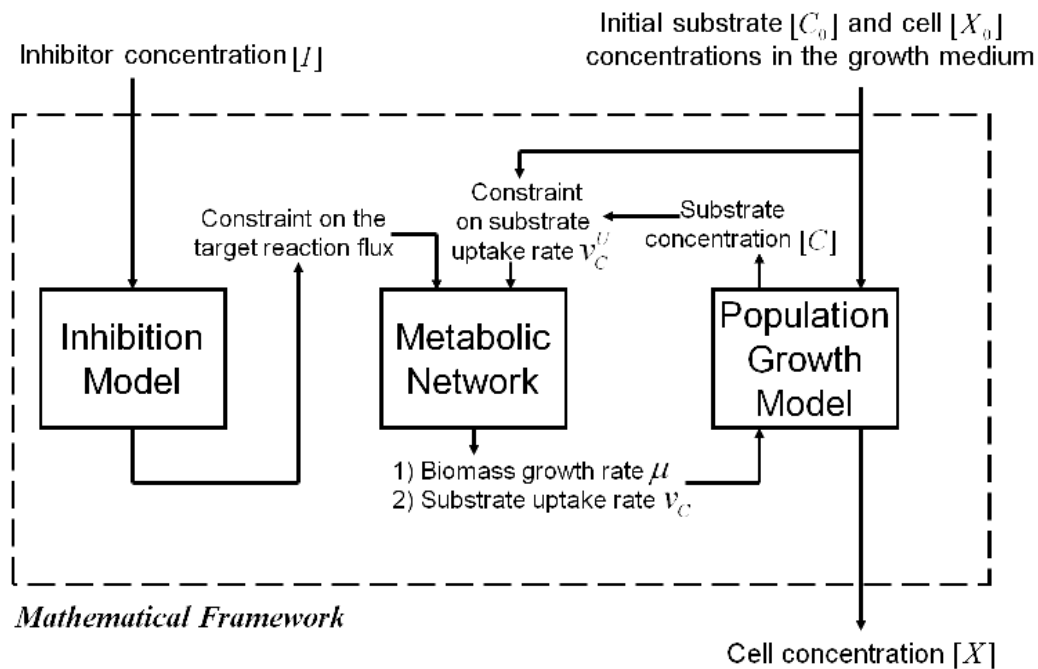 Inhibitor concentration [I]
Initial substrate [C₀] and cell [X₀]
concentrations in the growth medium
Constraint on the
target reaction flux
Constraint
on substrate
uptake rate v_C^U
Substrate
concentration [C]
Inhibition
Model
Metabolic
Network
Population
Growth
Model
1) Biomass growth rate μ
2) Substrate uptake rate v_C
Mathematical Framework
Cell concentration [X]